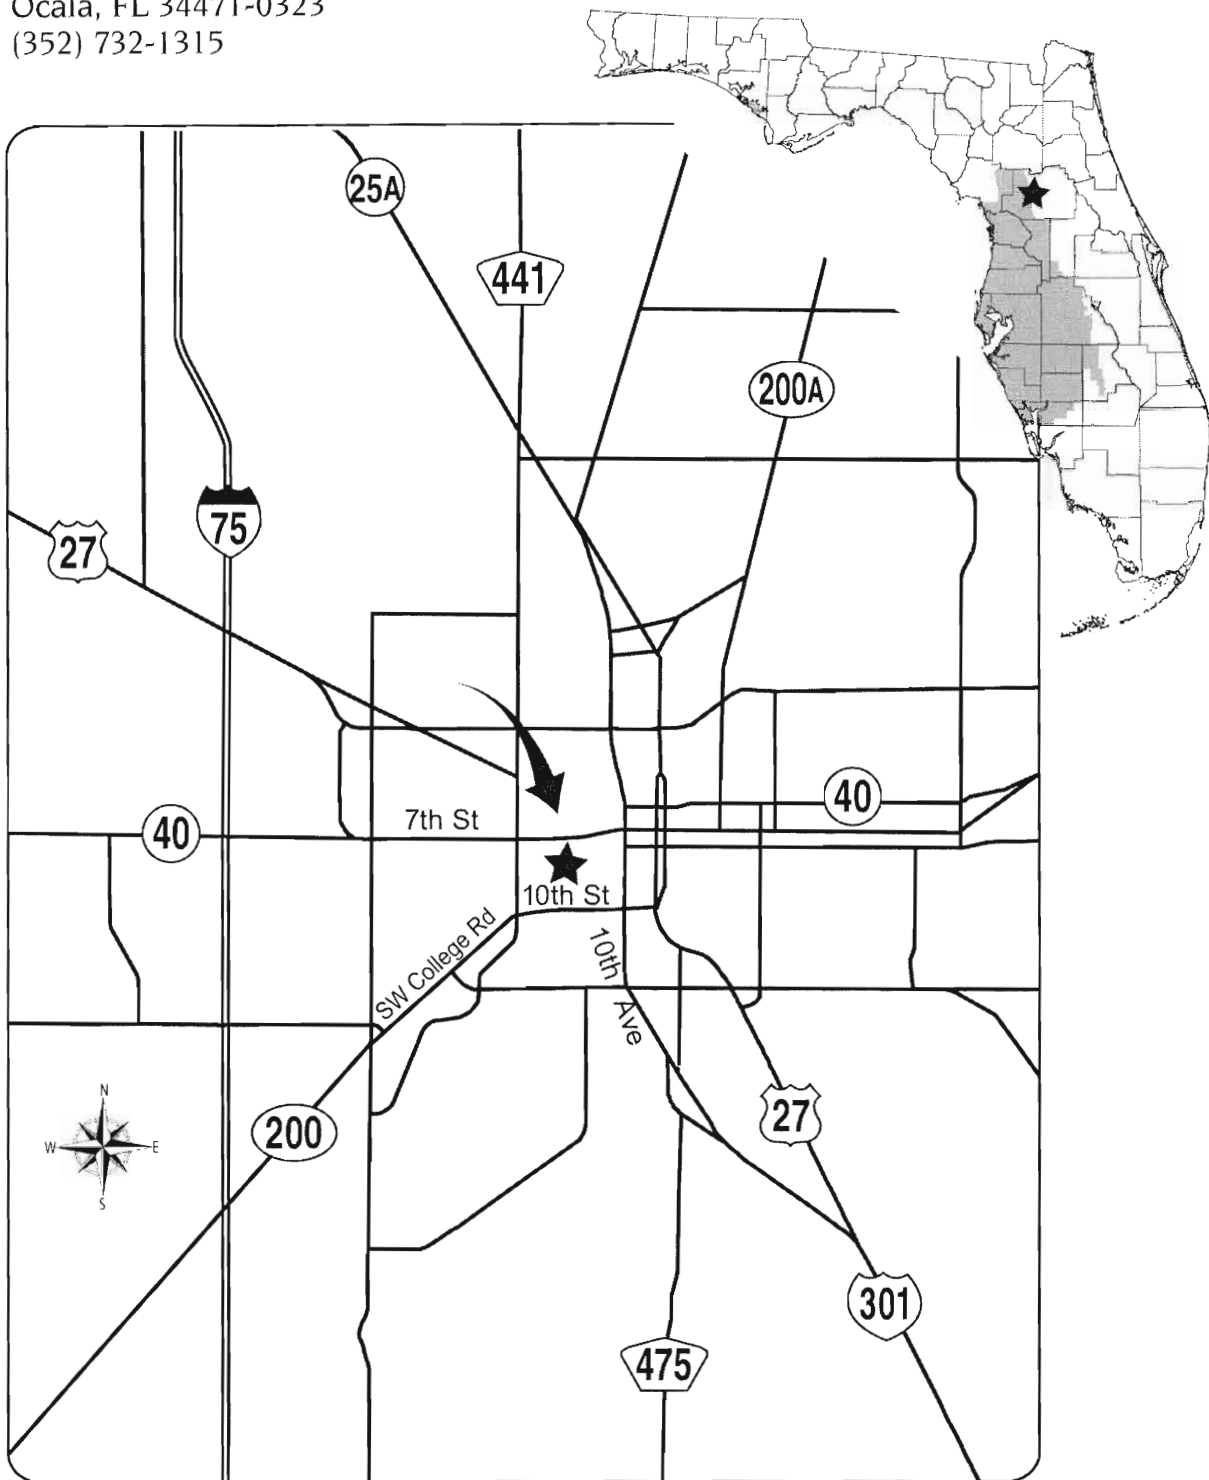 Ocala, FL 34471-0323
(352) 732-1315
25A
441
200A
75
27
7th St
40
40
10th St
SW College Rd
10th Ave
N
W
E
S
200
27
301
475